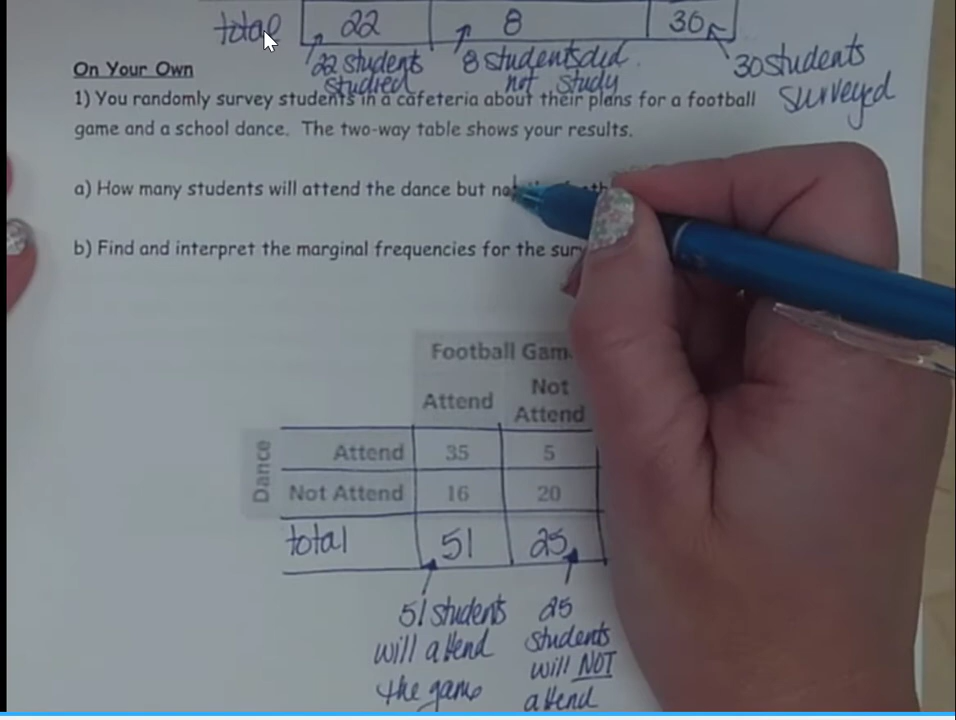 total 22 8 30
22 students 8 students did 30 students
studied not study surveyed
On Your Own
1) You randomly survey students in a cafeteria about their plans for a football
game and a school dance. The two-way table shows your results.
a) How many students will attend the dance but
b) Find and interpret the marginal frequencies for the
Football
Attend Not Attend
Dance
Attend 35 5
Not Attend 16 20
total 51 25
51 students 25
will attend students
the game will NOT
attend